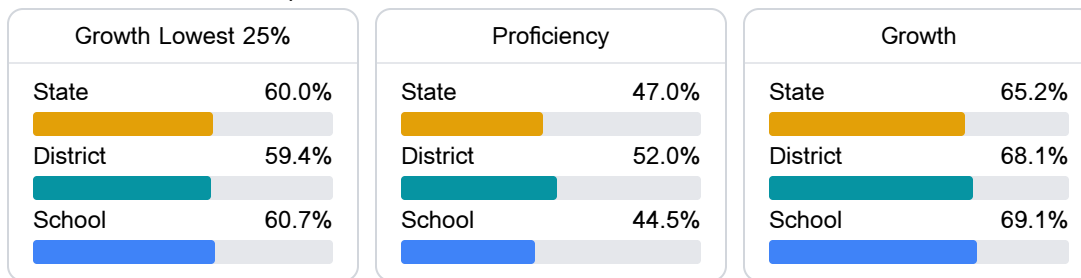 Growth Lowest 25%
State 60.0%
District 59.4%
School 60.7%
Proficiency
State 47.0%
District 52.0%
School 44.5%
Growth
State 65.2%
District 68.1%
School 69.1%